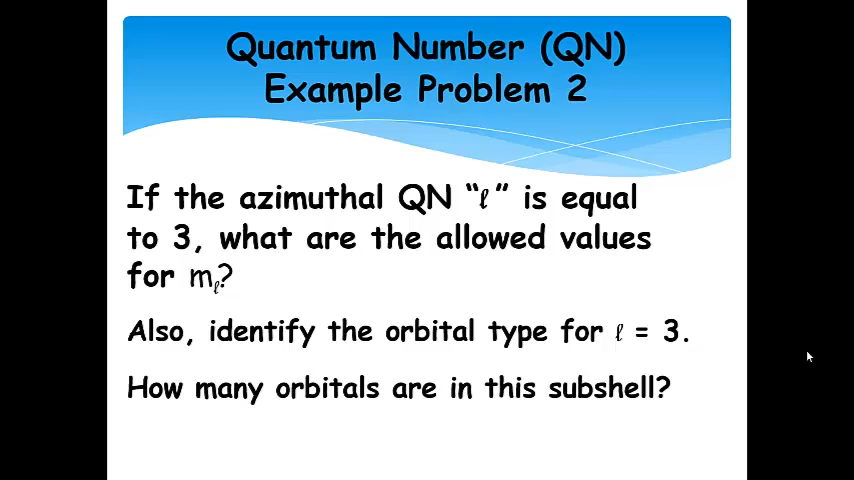 Quantum Number (QN)
Example Problem 2
If the azimuthal QN “ℓ” is equal
to 3, what are the allowed values
for mℓ?
Also, identify the orbital type for ℓ = 3.
How many orbitals are in this subshell?